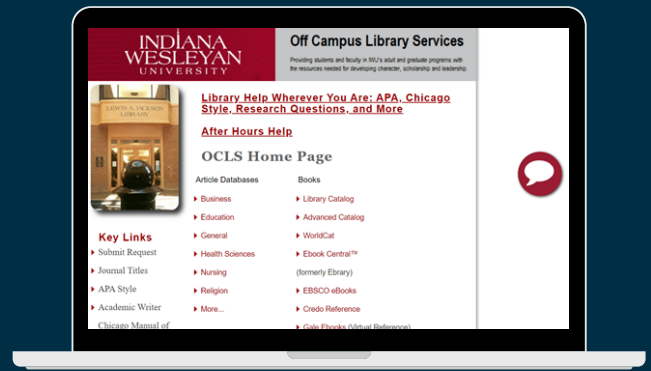 INDIANA
WESLEYAN
UNIVERSITY
Off Campus Library Services
Providing students and faculty in IWU's adult and graduate programs with
the resources needed for developing character, scholarship and leadership.
LEWIS A. JACKSON
LIBRARY
Library Help Wherever You Are: APA, Chicago
Style, Research Questions, and More
After Hours Help
OCLS Home Page
Article Databases
Business
Education
General
Health Sciences
Nursing
Religion
More...
Books
Library Catalog
Advanced Catalog
WorldCat
Ebook Central™
(formerly Ebrary)
EBSCO eBooks
Credo Reference
Gale Ebooks (Virtual Reference)
Key Links
Submit Request
Journal Titles
APA Style
Academic Writer
Chicago Manual of